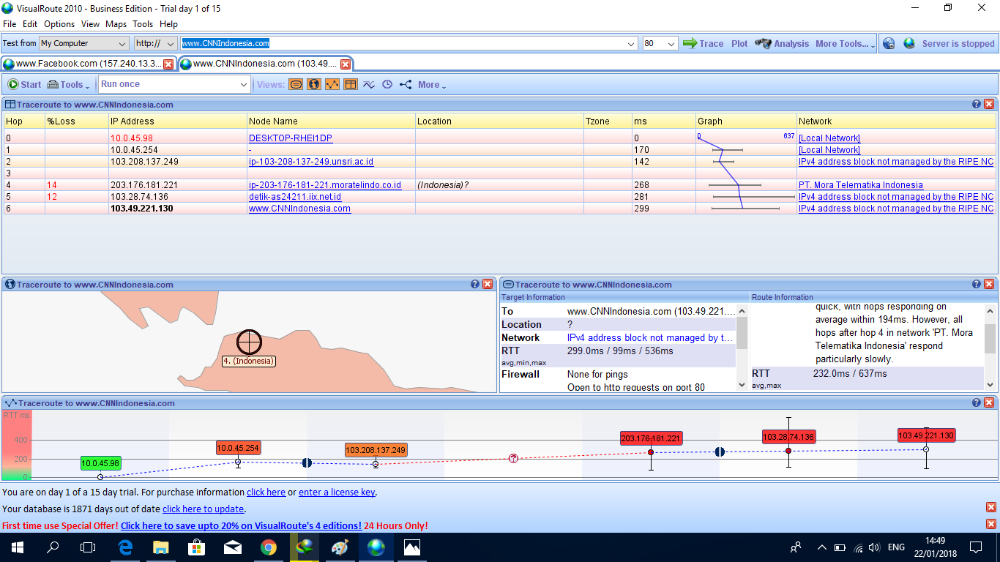 VisualRoute 2010 - Business Edition - Trial day 1 of 15
File Edit Options View Maps Tools Help
Test from My Computer http:// www.CNNIndonesia.com 80 Trace Plot Analysis More Tools... Server is stopped
www.Facebook.com (157.240.13.3... www.CNNIndonesia.com (103.49....
Start Tools Run once Views: More
Traceroute to www.CNNIndonesia.com
Hop %Loss IP Address Node Name Location Tzone ms Graph Network
0 10.0.45.98 DESKTOP-RHEI1DP 0 0 637 [Local Network]
1 10.0.45.254 - 170 [Local Network]
2 103.208.137.249 ip-103-208-137-249.unsri.ac.id 142 IPv4 address block not managed by the RIPE NC
3
4 14 203.176.181.221 ip-203-176-181-221.moratelindo.co.id (Indonesia)? 268 PT. Mora Telematika Indonesia
5 12 103.28.74.136 detik-as24211.iix.net.id 281 IPv4 address block not managed by the RIPE NC
6 103.49.221.130 www.CNNIndonesia.com 299 IPv4 address block not managed by the RIPE NC
Traceroute to www.CNNIndonesia.com
4. (Indonesia)
Traceroute to www.CNNIndonesia.com
Target Information
To www.CNNIndonesia.com (103.49.221....
Location ?
Network IPv4 address block not managed by t...
RTT 299.0ms / 99ms / 536ms
avg,min,max
Firewall None for pings
Open to http requests on port 80
Route Information
quick, with hops responding on
average within 194ms. However, all
hops after hop 4 in network 'PT. Mora
Telematika Indonesia' respond
particularly slowly.
RTT 232.0ms / 637ms
avg,max
Traceroute to www.CNNIndonesia.com
RTT ms
400
200
0
10.0.45.98
10.0.45.254
103.208.137.249
?
203.176.181.221
103.28.74.136
103.49.221.130
You are on day 1 of a 15 day trial. For purchase information click here or enter a license key.
Your database is 1871 days out of date click here to update.
First time use Special Offer! Click here to save upto 20% on VisualRoute's 4 editions! 24 Hours Only!
ENG
14:49
22/01/2018